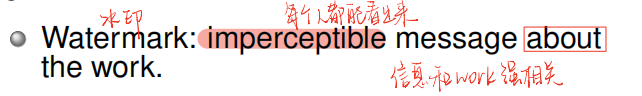 水印 每个人都能看出来
Watermark: imperceptible message about
the work.
信息和work强相关